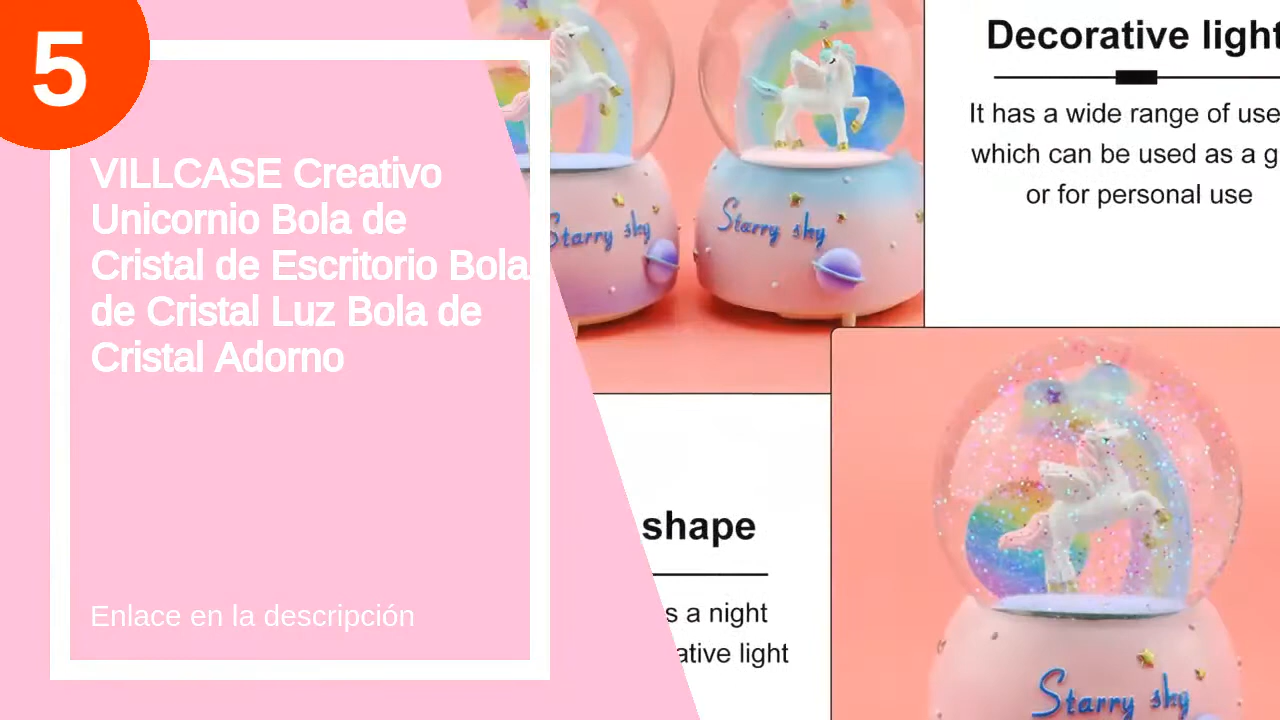 5
VILLCASE Creativo
Unicornio Bola de
Cristal de Escritorio Bola
de Cristal Luz Bola de
Cristal Adorno
Enlace en la descripción
Starry sky
Starry sky
Decorative light
It has a wide range of use
which can be used as a g
or for personal use
shape
s a night
ative light
Starry sky